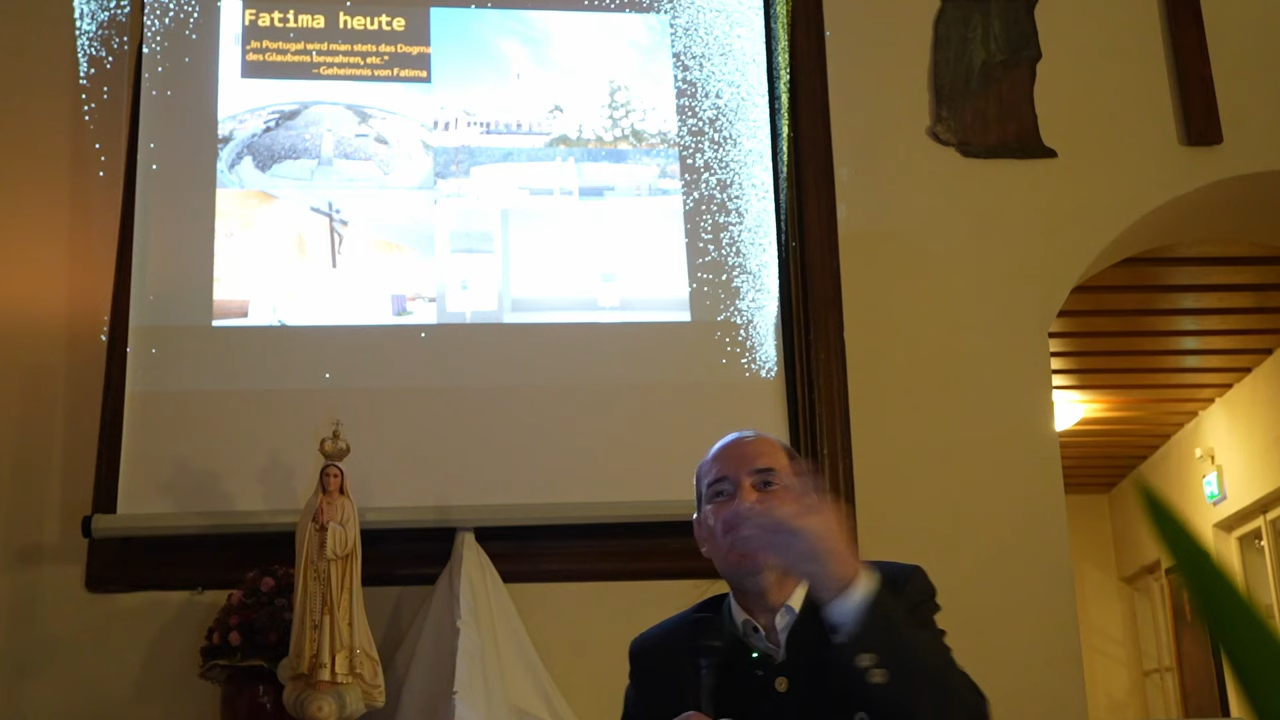 Fatima heute
„In Portugal wird man stets das Dogma
des Glaubens bewahren, etc."
– Geheimnis von Fatima